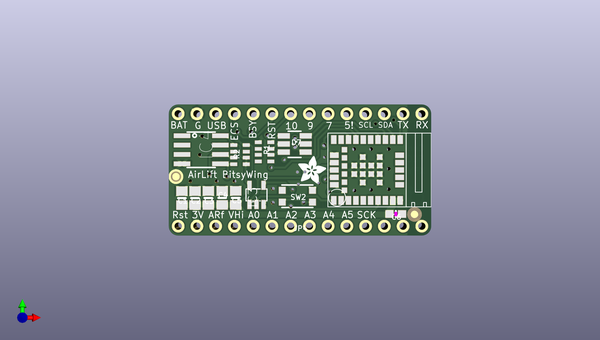 BAT G USB ECS BSY RST 10 9 7 5! SCL SDA TX RX
AirLift BitsyWing
SW2
Rst 3V ARf VHi A0 A1 A2 A3 A4 A5 SCK